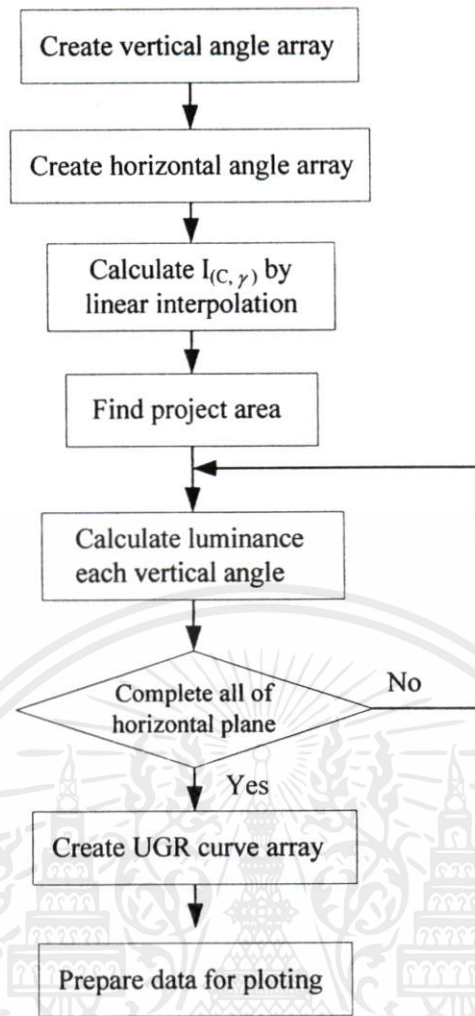 Create vertical angle array
Create horizontal angle array
Calculate I(C, γ) by
linear interpolation
Find project area
Calculate luminance
each vertical angle
Complete all of
horizontal plane
No
Yes
Create UGR curve array
Prepare data for ploting